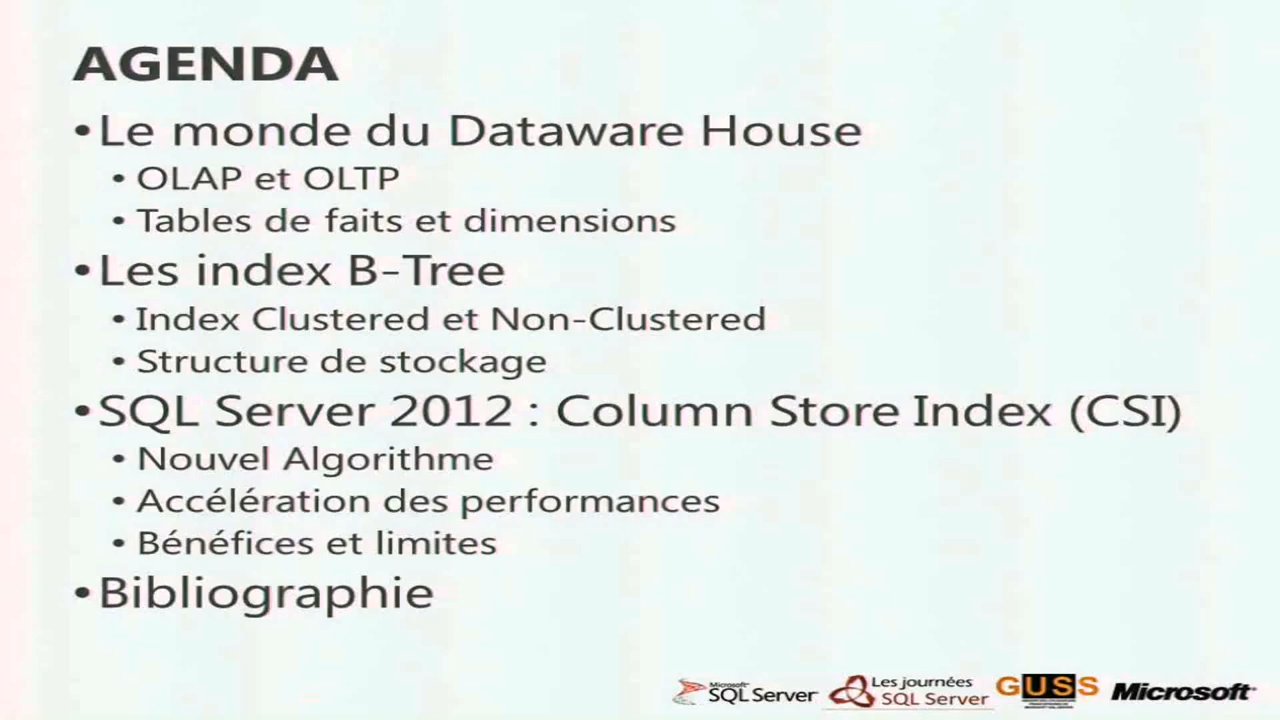 AGENDA
•Le monde du Dataware House
• OLAP et OLTP
• Tables de faits et dimensions
•Les index B-Tree
• Index Clustered et Non-Clustered
• Structure de stockage
•SQL Server 2012 : Column Store Index (CSI)
• Nouvel Algorithme
• Accélération des performances
• Bénéfices et limites
•Bibliographie
Microsoft
SQL Server
Les journées
SQL Server
GUSS
Microsoft